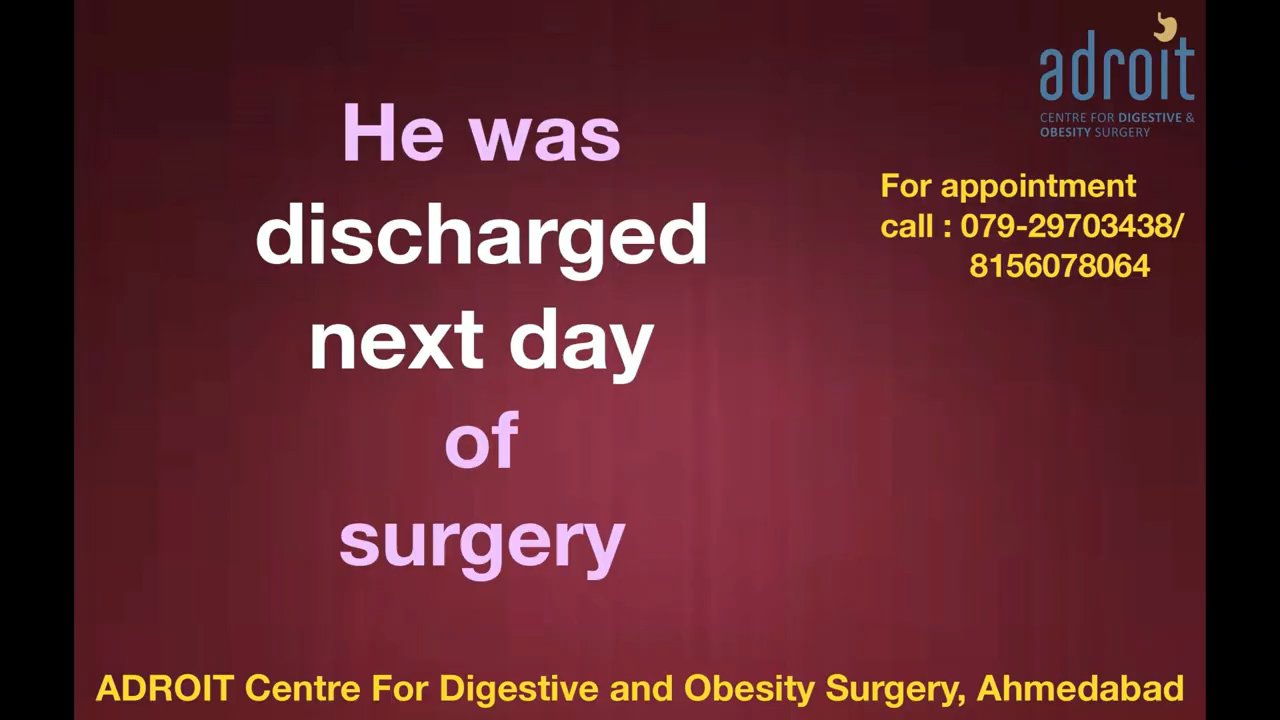 He was
discharged
next day
of
surgery
adroit
CENTRE FOR DIGESTIVE &
OBESITY SURGERY
For appointment
call : 079-29703438/
8156078064
ADROIT Centre For Digestive and Obesity Surgery, Ahmedabad